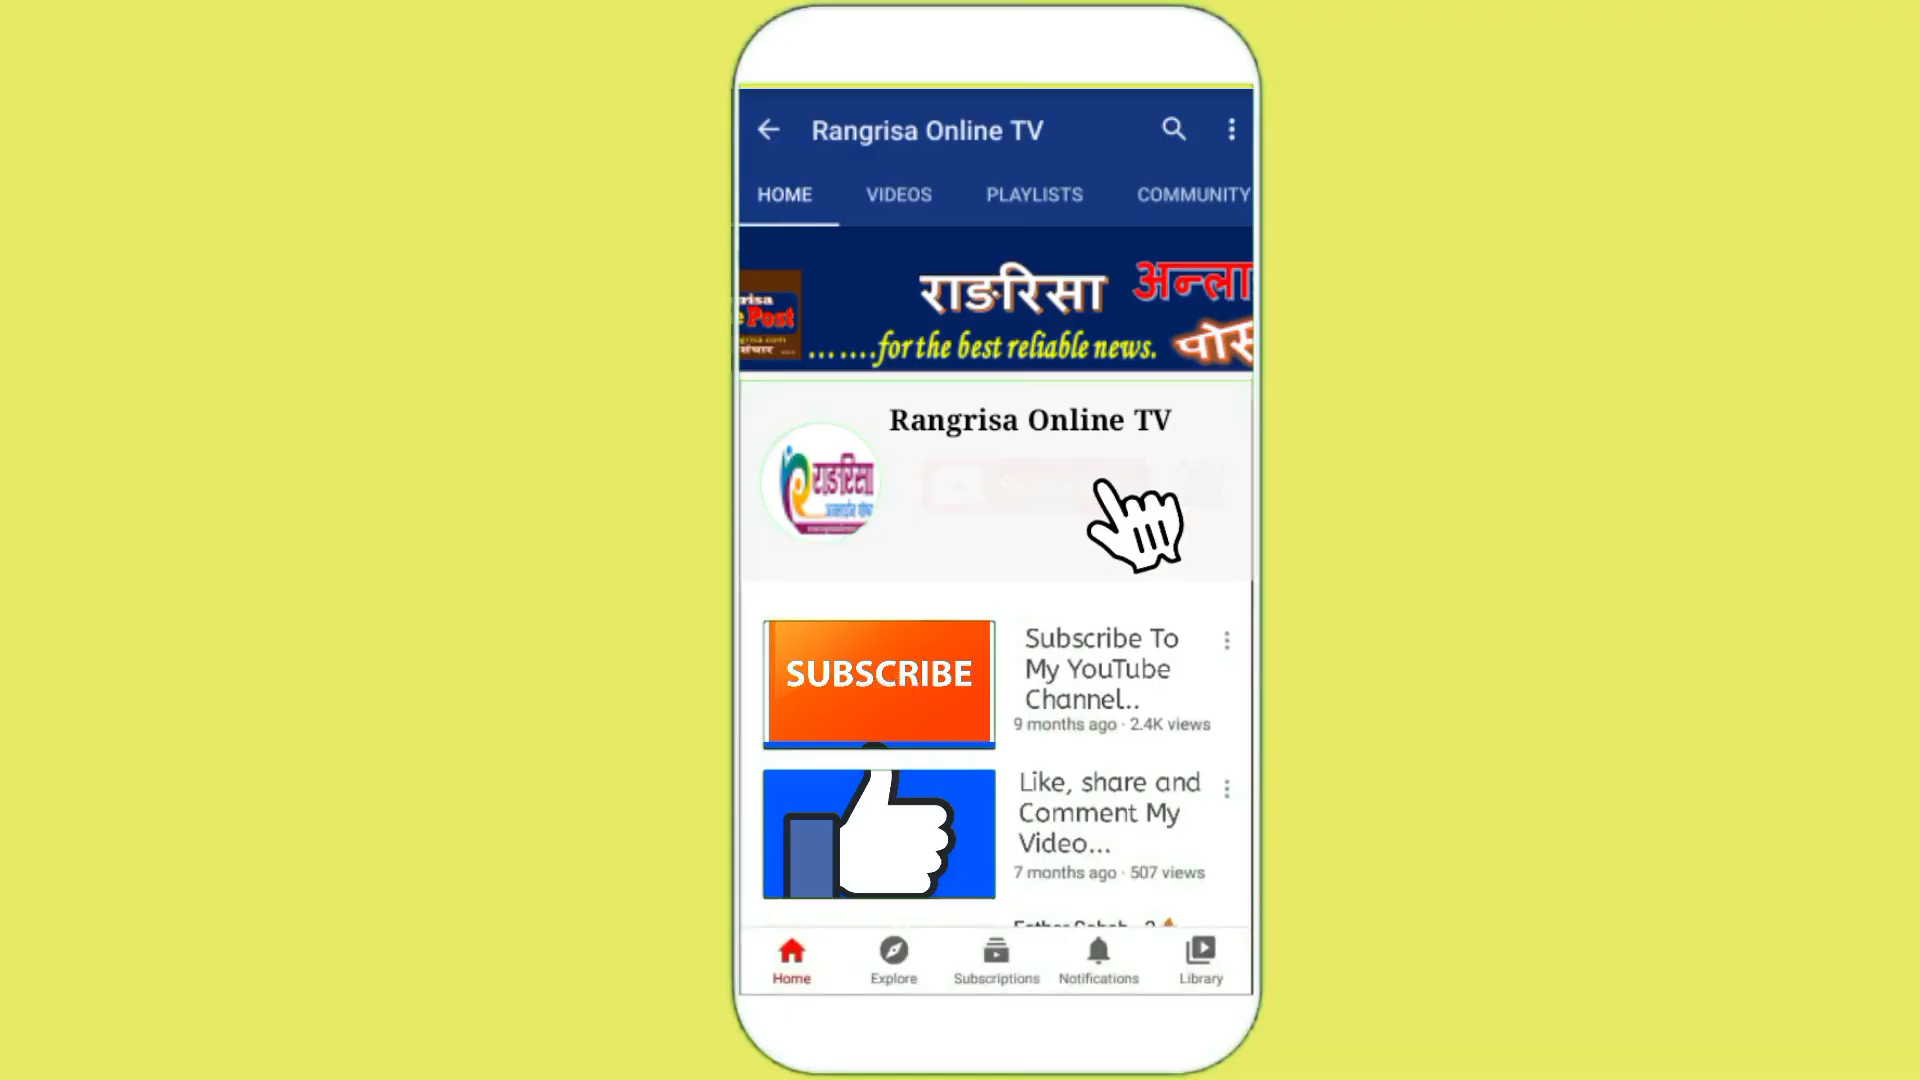 Rangrisa Online TV
HOME VIDEOS PLAYLISTS COMMUNITY
राङरिसा
Post
.......for the best reliable news.
Rangrisa Online TV
राङरिसा
SUBSCRIBE
Subscribe To
My YouTube
Channel..
9 months ago · 2.4K views
Like, share and
Comment My
Video...
7 months ago · 507 views
Home Explore Subscriptions Notifications Library